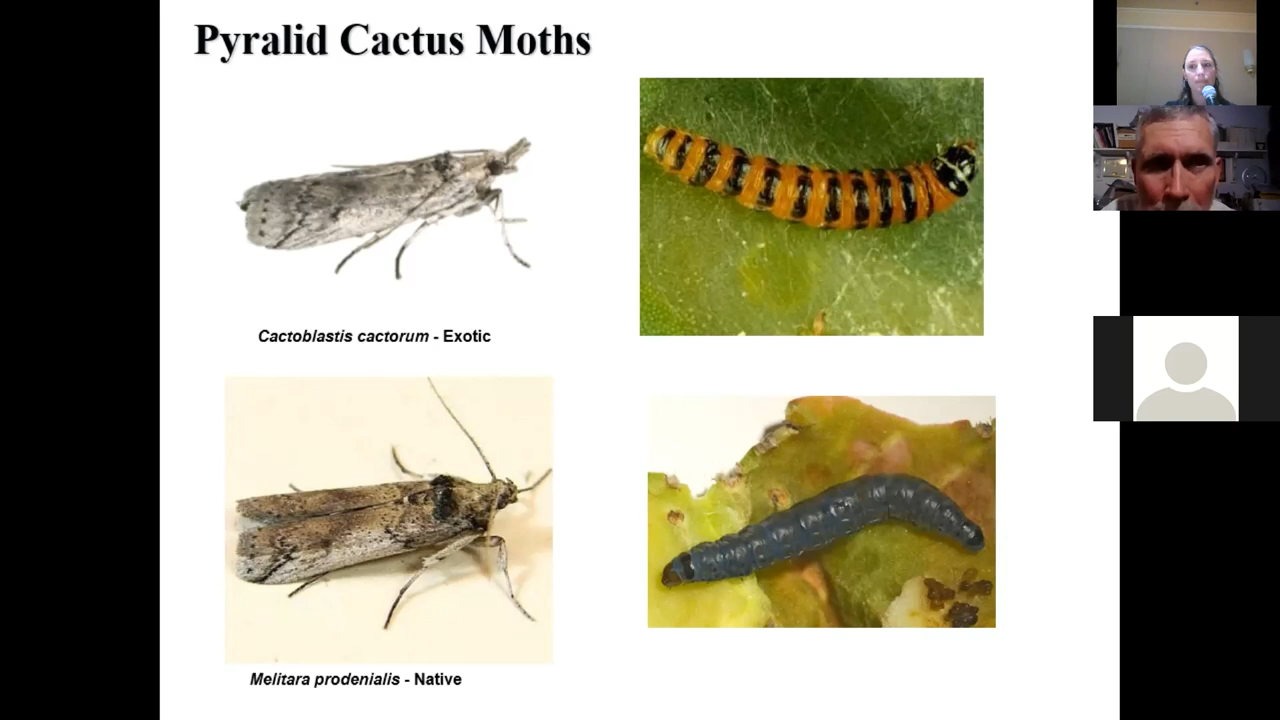 Pyralid Cactus Moths
Cactoblastis cactorum - Exotic
Melitara prodenialis - Native